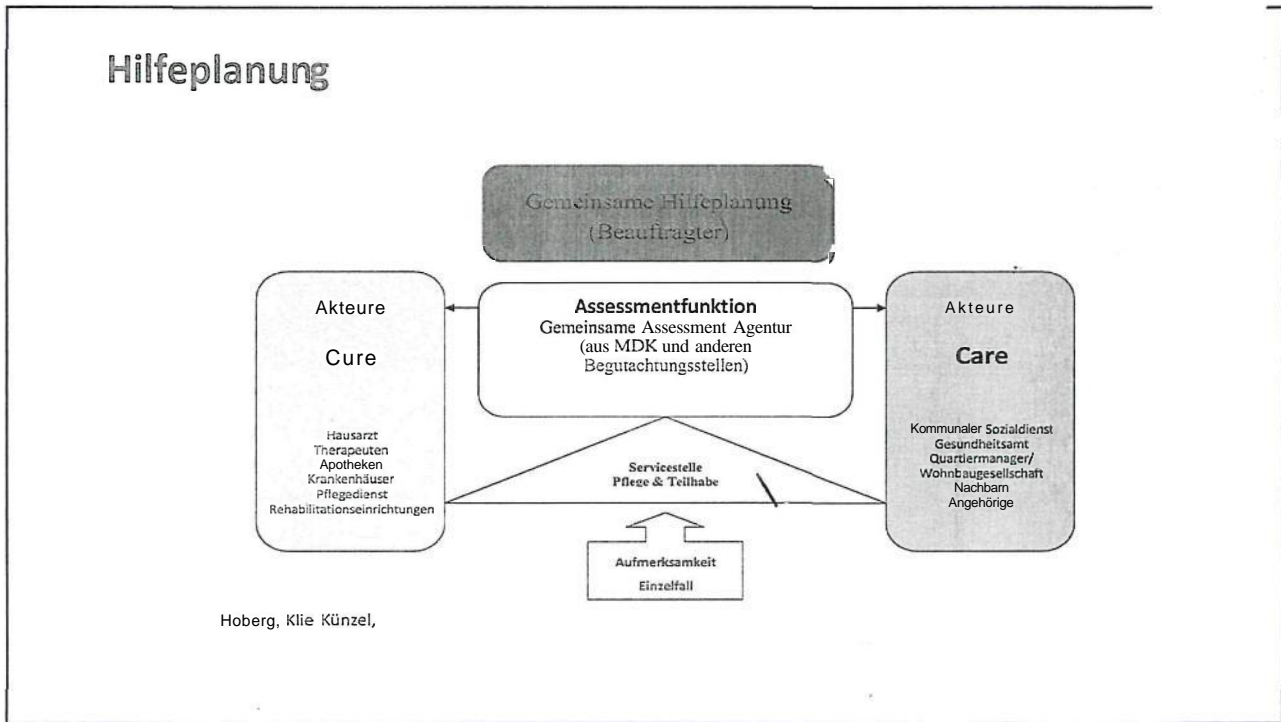 Hilfeplanung
Gemeinsame Hilfeplanung
(Beauftragter)
Akteure
Cure
Hausarzt
Therapeuten
Apotheken
Krankenhäuser
Pflegedienst
Rehabilitationseinrichtungen
Assessmentfunktion
Gemeinsame Assessment Agentur
(aus MDK und anderen
Begutachtungsstellen)
Servicestelle
Pflege & Teilhabe
Aufmerksamkeit
Einzelfall
Akteure
Care
Kommunaler Sozialdienst
Gesundheitsamt
Quartiermanager/
Wohnbaugesellschaft
Nachbarn
Angehörige
Hoberg, Klie Künzel,